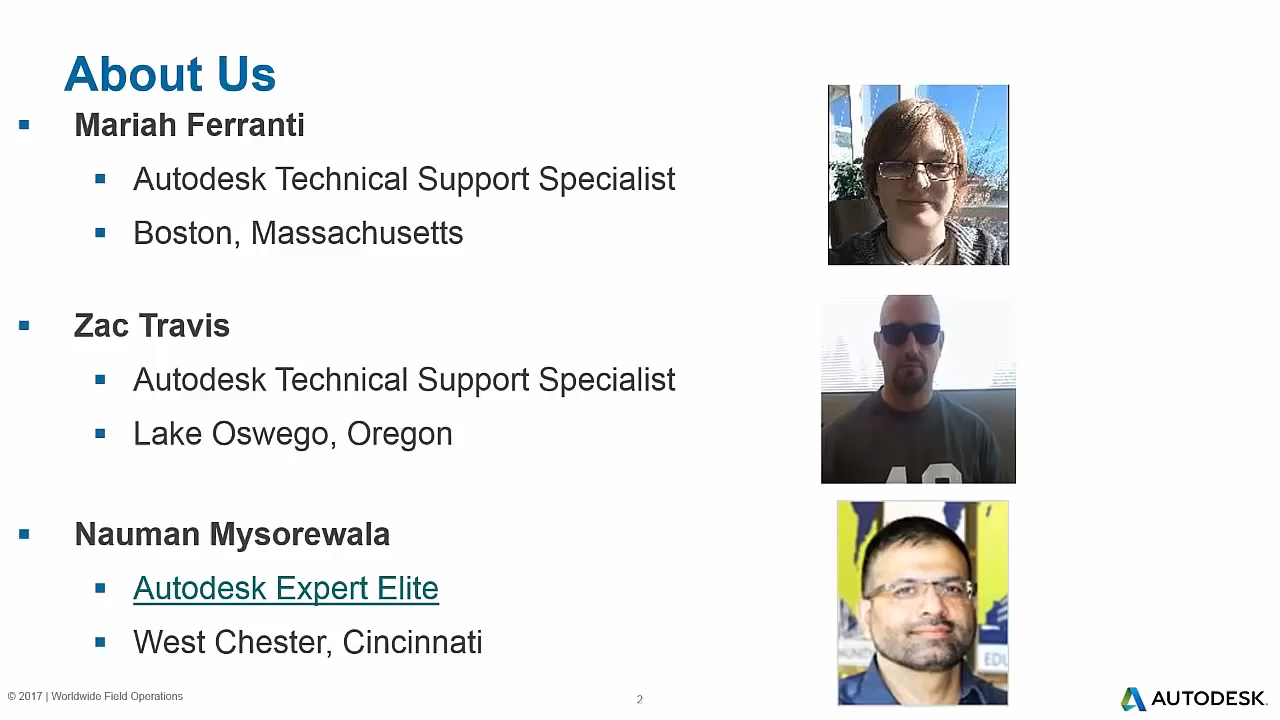 About Us
Mariah Ferranti
Autodesk Technical Support Specialist
Boston, Massachusetts
Zac Travis
Autodesk Technical Support Specialist
Lake Oswego, Oregon
Nauman Mysorewala
Autodesk Expert Elite
West Chester, Cincinnati
EDU
© 2017 | Worldwide Field Operations
2
AUTODESK.